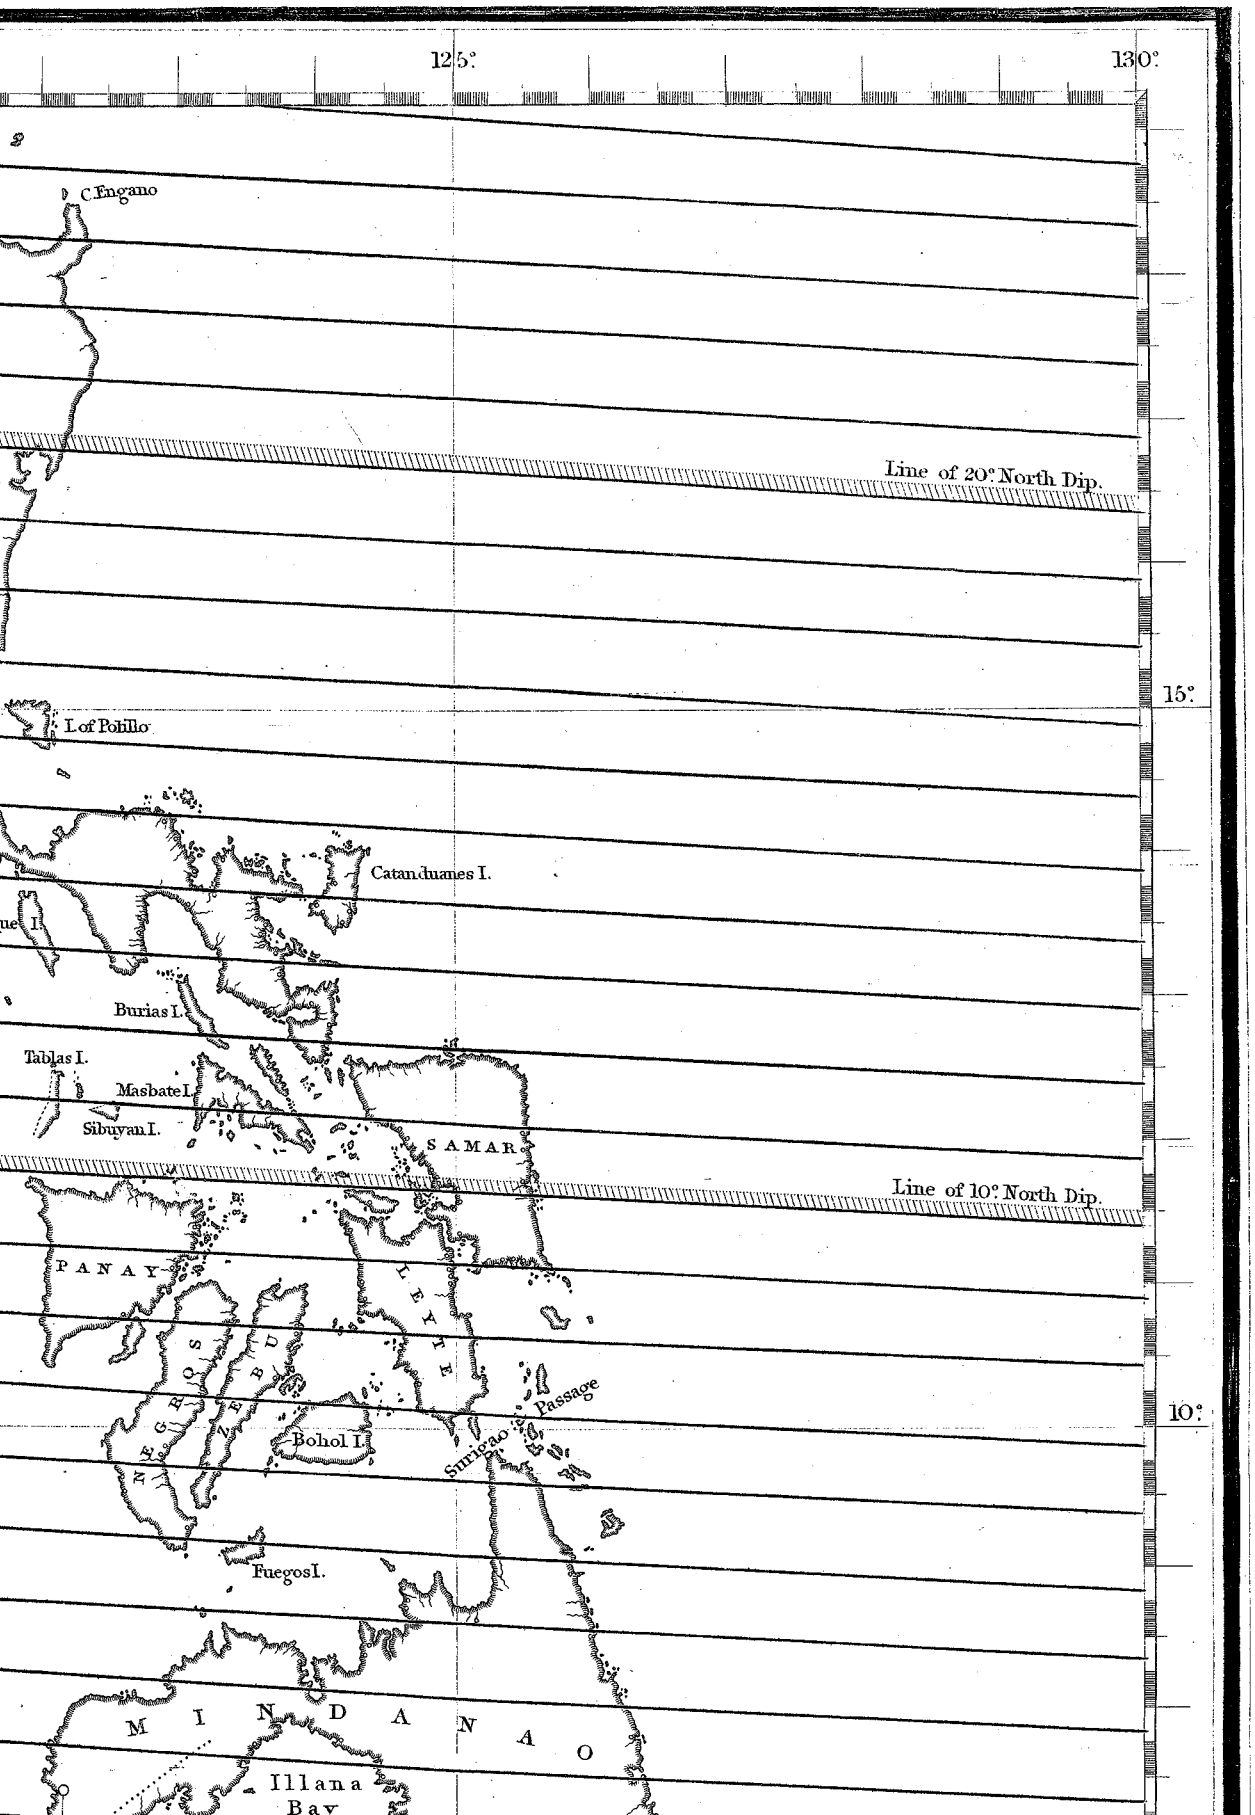 125°.
130°.
C. Engano
Line of 20°. North Dip.
15°.
I. of Polillo
Catanduanes I.
ue I.
Burias I.
Tablas I.
Masbate I.
Sibuyan I.
SAMAR
Line of 10°. North Dip.
PANAY
LEYTE
NEGROS
ZEBU
Surigao Passage
10°.
Bohol I.
Fuegos I.
MINDANAO
Illana
Bay